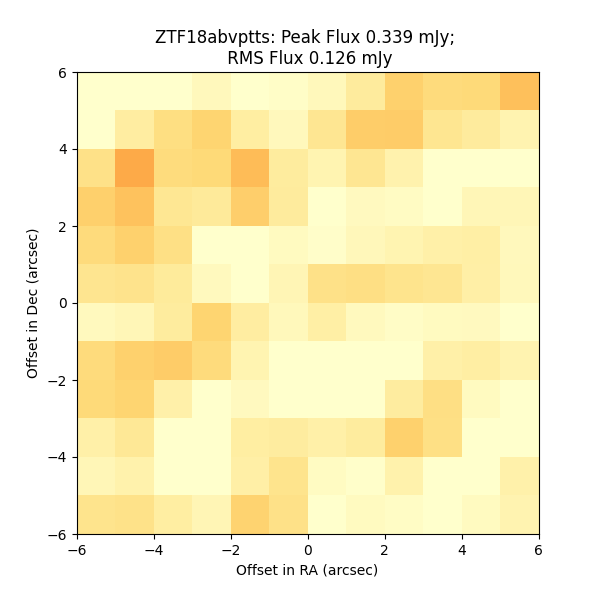 ZTF18abvptts: Peak Flux 0.339 mJy;
RMS Flux 0.126 mJy
6
4
2
0
−2
−4
−6
Offset in Dec (arcsec)
−6 −4 −2 0 2 4 6
Offset in RA (arcsec)